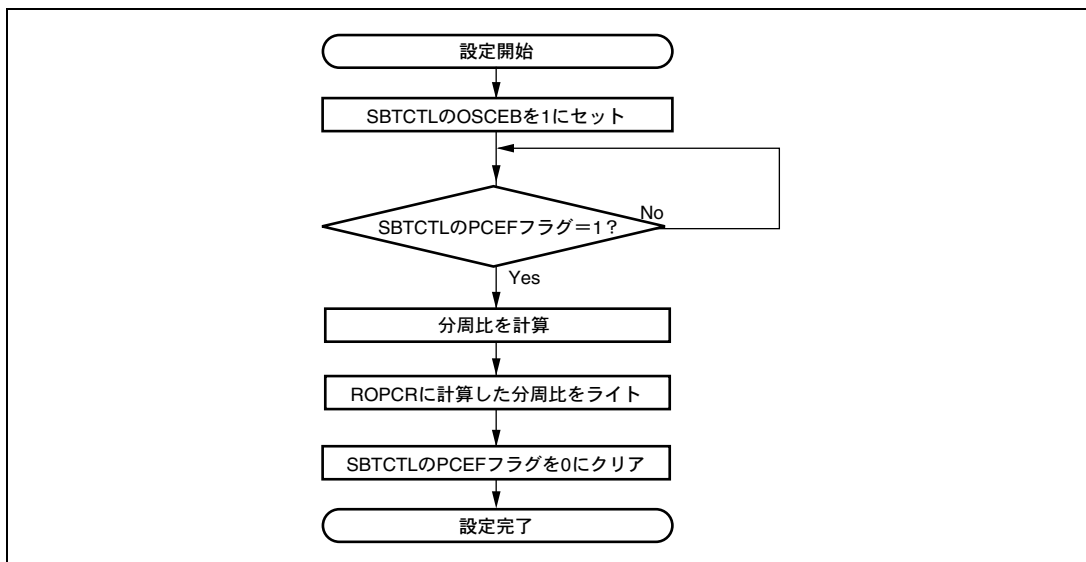 設定開始
SBTCTLのOSCEBを1にセット
SBTCTLのPCEFフラグ＝1？
No
Yes
分周比を計算
ROPCRに計算した分周比をライト
SBTCTLのPCEFフラグを0にクリア
設定完了